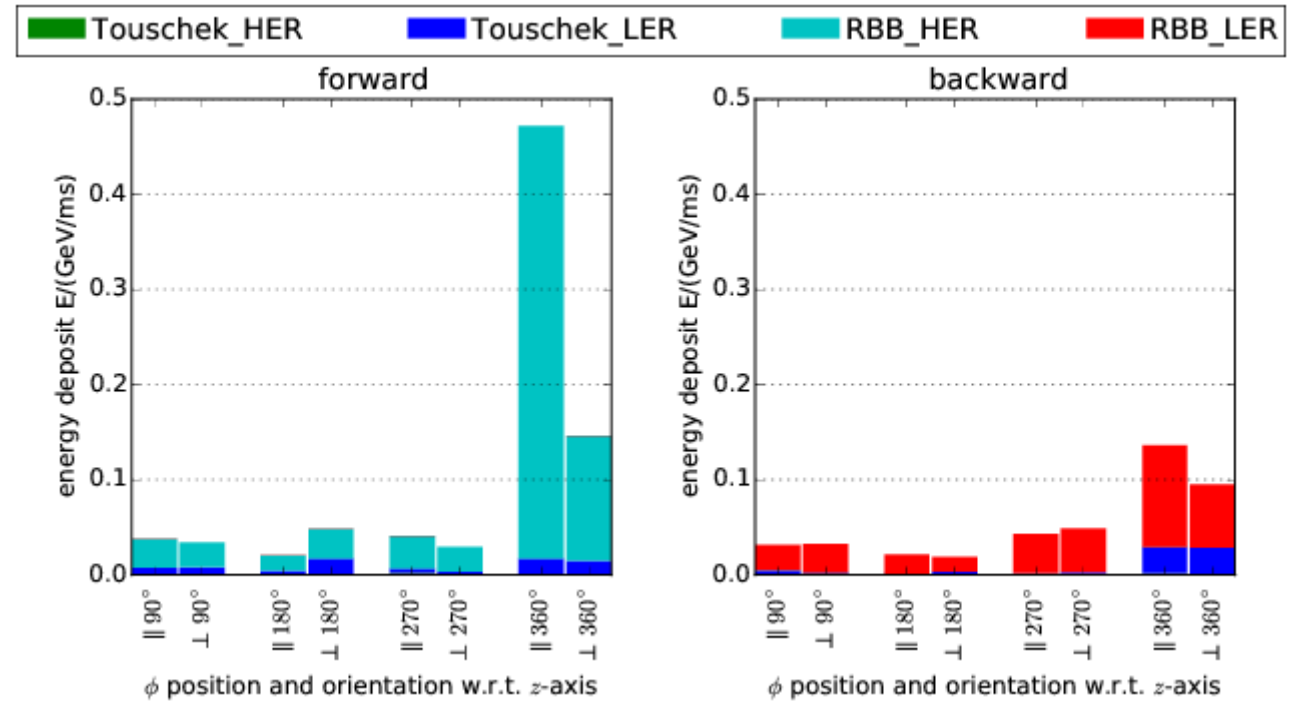 Touschek_HER Touschek_LER RBB_HER RBB_LER
forward
energy deposit E/(GeV/ms)
0.5
0.4
0.3
0.2
0.1
0.0
∥ 90° ⊥ 90° ∥ 180° ⊥ 180° ∥ 270° ⊥ 270° ∥ 360° ⊥ 360°
ϕ position and orientation w.r.t. z-axis
backward
energy deposit E/(GeV/ms)
0.5
0.4
0.3
0.2
0.1
0.0
∥ 90° ⊥ 90° ∥ 180° ⊥ 180° ∥ 270° ⊥ 270° ∥ 360° ⊥ 360°
ϕ position and orientation w.r.t. z-axis